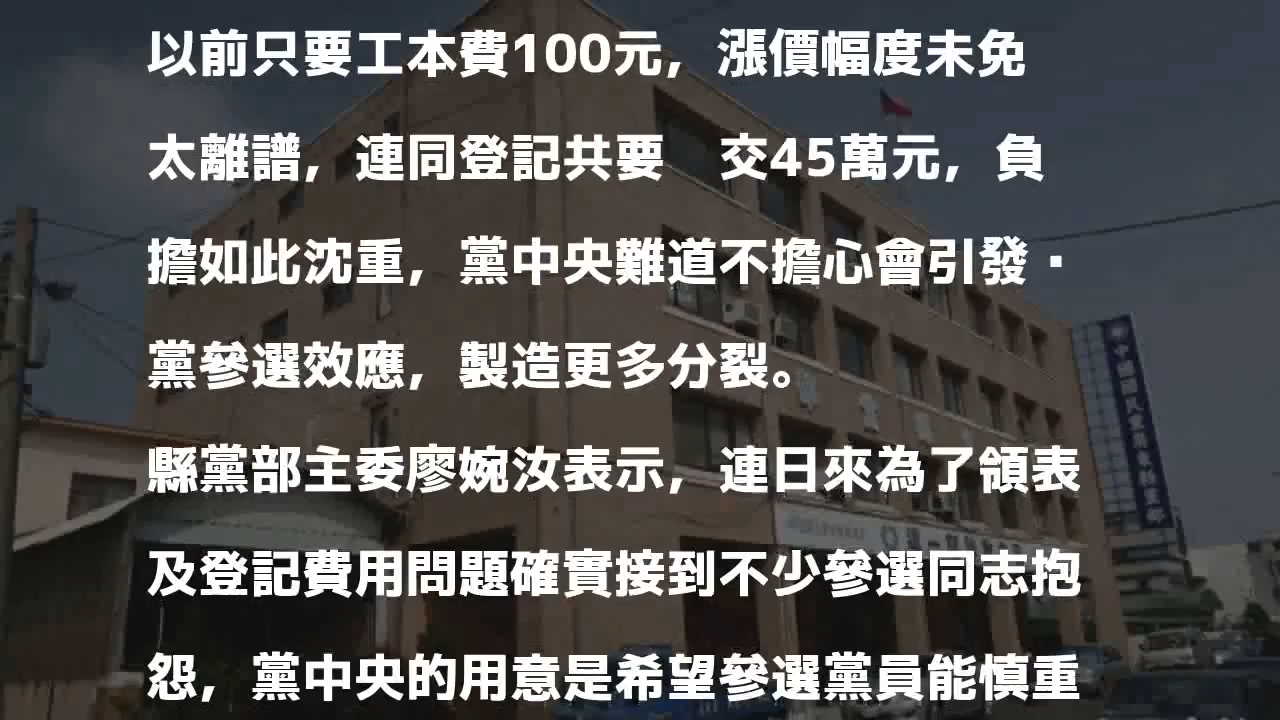 以前只要工本費100元，漲價幅度未免
太離譜，連同登記共要　交45萬元，負
擔如此沈重，黨中央難道不擔心會引發·
黨參選效應，製造更多分裂。
縣黨部主委廖婉汝表示，連日來為了領表
及登記費用問題確實接到不少參選同志抱
怨，黨中央的用意是希望參選黨員能慎重